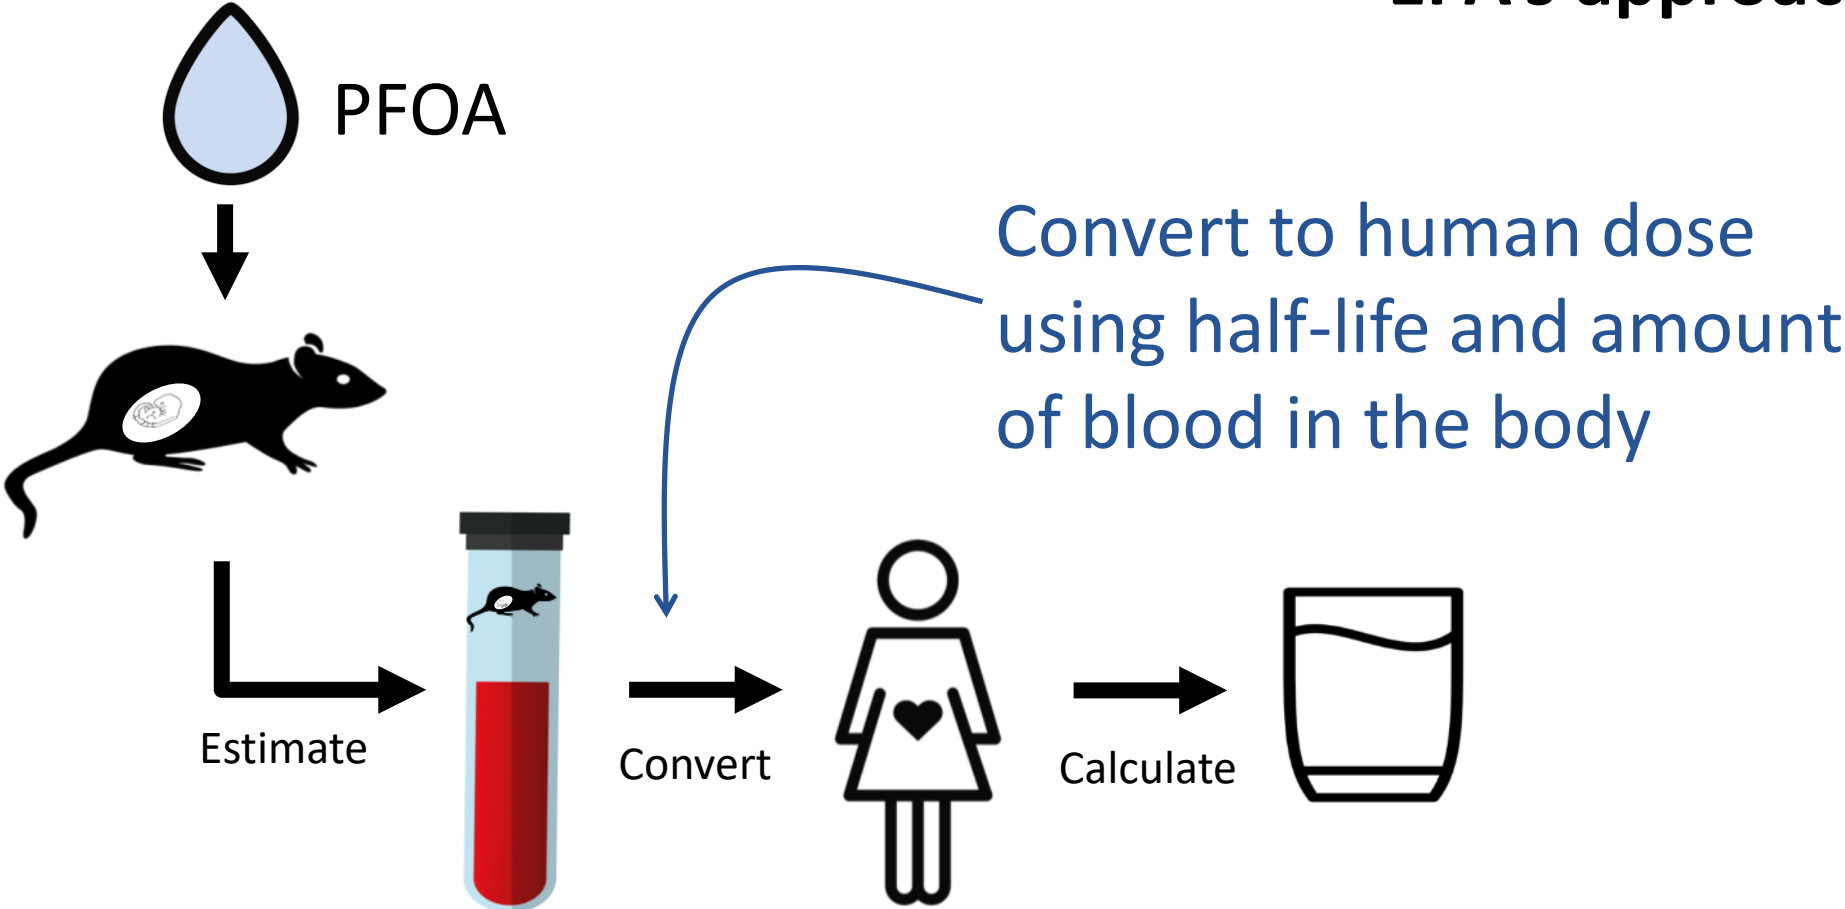 PFOA
Convert to human dose
using half-life and amount
of blood in the body
Estimate
Convert
Calculate